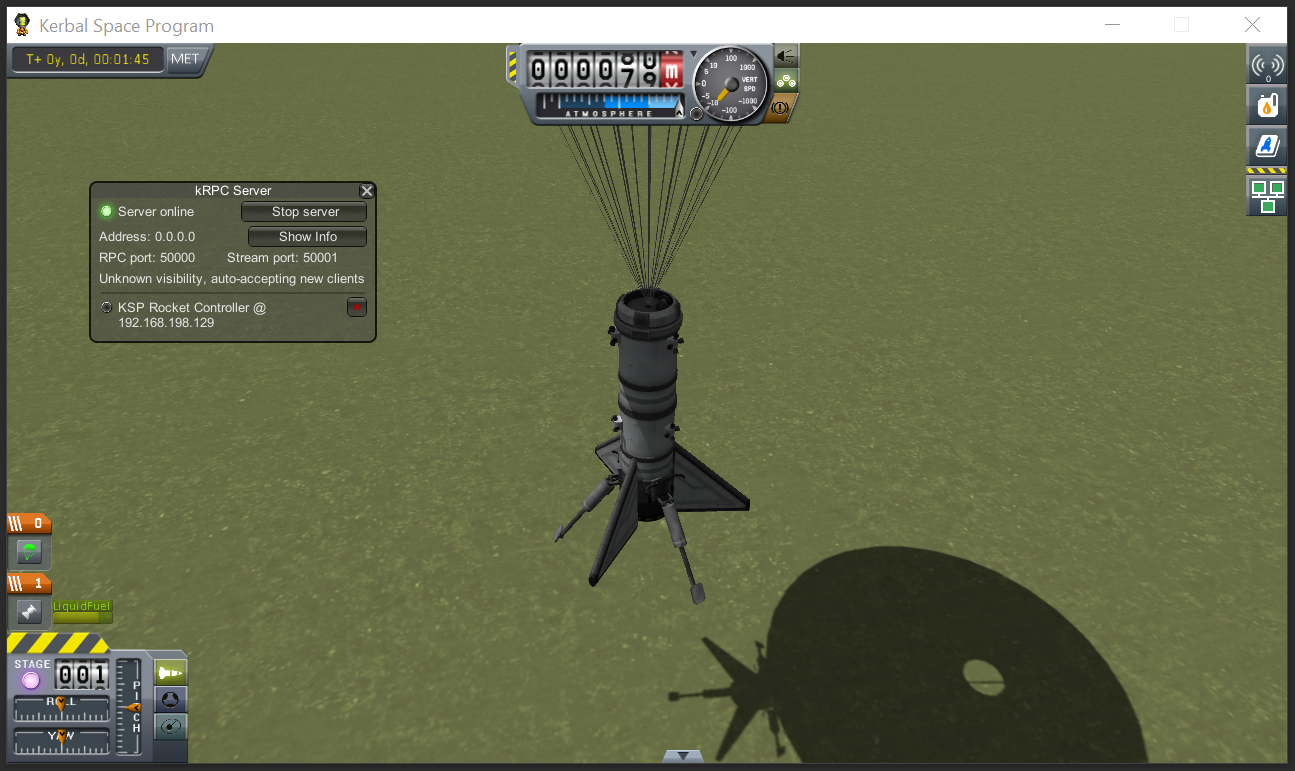 Kerbal Space Program
T+ 0y, 0d, 00:01:45
MET
m
ATMOSPHERE
100
10
1000
5
0
VERT
SPD
-5
-10
-1000
-100
0
kRPC Server
Server online
Stop server
Address: 0.0.0.0
Show Info
RPC port: 50000
Stream port: 50001
Unknown visibility, auto-accepting new clients
KSP Rocket Controller @
192.168.198.129
0
1
LiquidFuel
STAGE
001
ROLL
YAW
PITCH